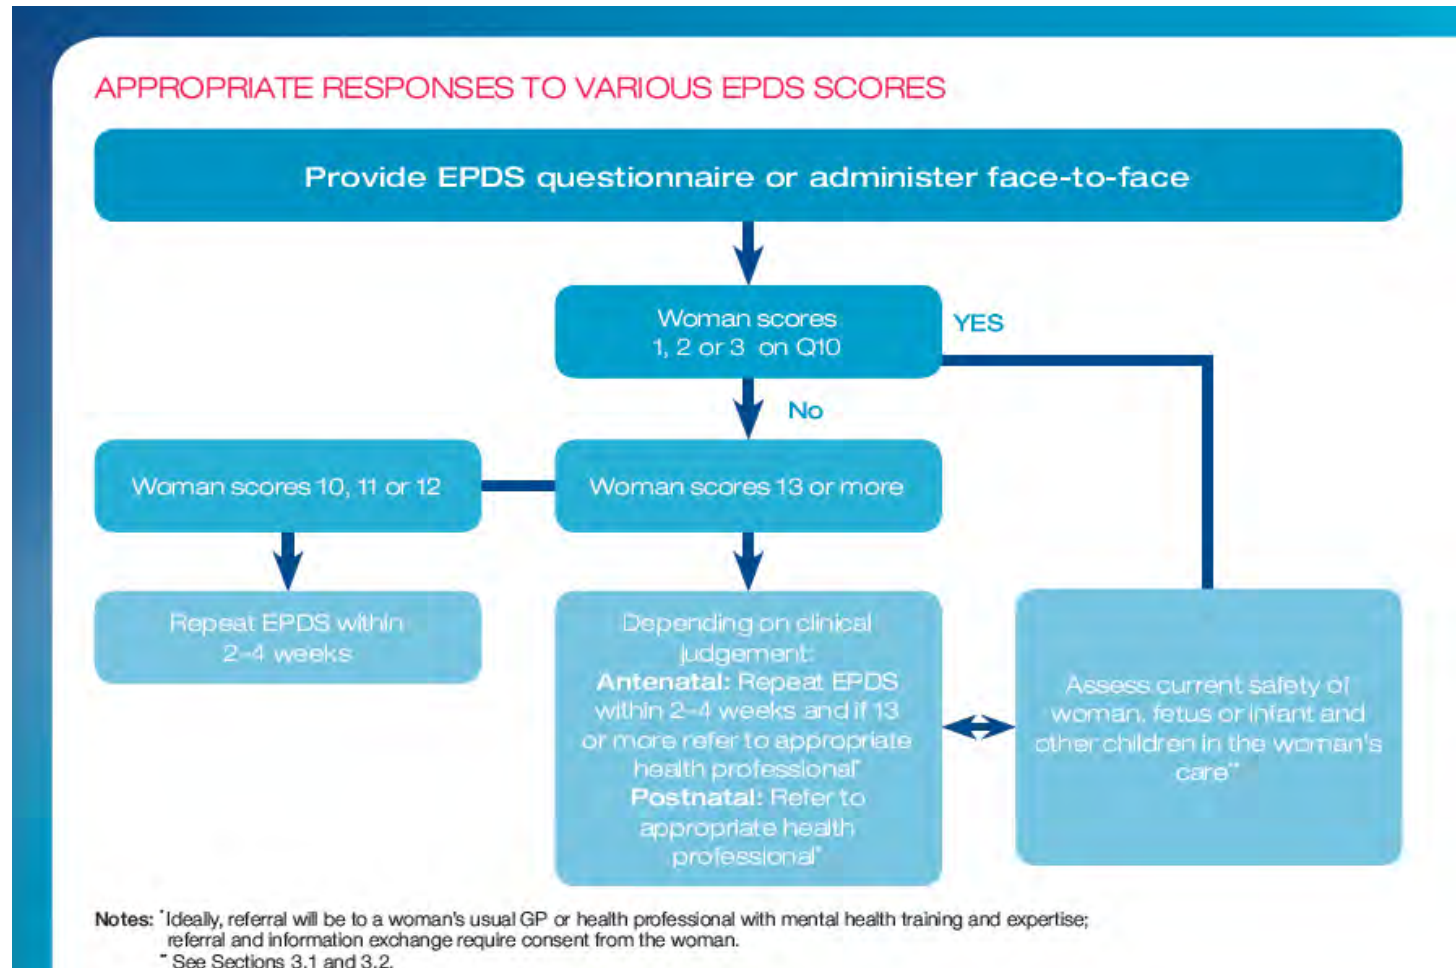 APPROPRIATE RESPONSES TO VARIOUS EPDS SCORES
Provide EPDS questionnaire or administer face-to-face
Woman scores
1, 2 or 3 on Q10
YES
No
Woman scores 10, 11 or 12
Woman scores 13 or more
Repeat EPDS within
2–4 weeks
Depending on clinical
judgement:
Antenatal: Repeat EPDS
within 2–4 weeks and if 13
or more refer to appropriate
health professional*
Postnatal: Refer to
appropriate health
professional*
Assess current safety of
woman, fetus or infant and
other children in the woman's
care**
Notes: *Ideally, referral will be to a woman's usual GP or health professional with mental health training and expertise;
referral and information exchange require consent from the woman.
** See Sections 3.1 and 3.2.